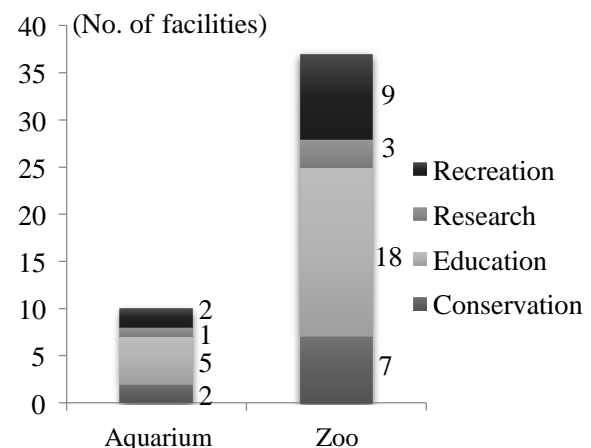 (No. of facilities)
40
35
30
25
20
15
10
5
0
2
1
5
2
9
3
18
7
Aquarium
Zoo
Recreation
Research
Education
Conservation